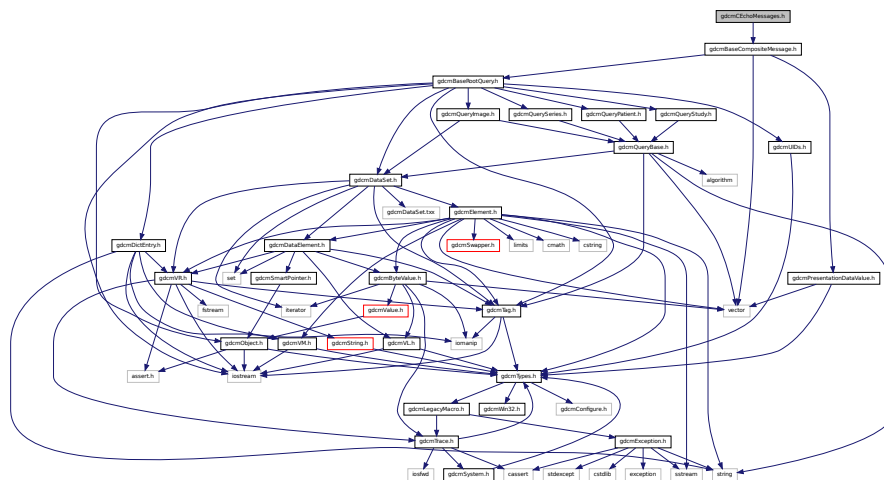 gdcmCEchoMessages.h
gdcmBaseCompositeMessage.h
gdcmBaseRootQuery.h
gdcmQueryImage.h
gdcmQuerySeries.h
gdcmQueryPatient.h
gdcmQueryStudy.h
gdcmQueryBase.h
gdcmUIDs.h
algorithm
gdcmDataSet.h
gdcmDataSet.txx
gdcmElement.h
gdcmDictEntry.h
gdcmDataElement.h
gdcmSwapper.h
limits
cmath
cstring
gdcmVR.h
set
gdcmSmartPointer.h
gdcmByteValue.h
gdcmPresentationDataValue.h
fstream
iterator
gdcmValue.h
gdcmTag.h
vector
gdcmObject.h
gdcmVM.h
gdcmString.h
gdcmVL.h
iomanip
assert.h
iostream
gdcmTypes.h
gdcmLegacyMacro.h
gdcmWin32.h
gdcmConfigure.h
gdcmTrace.h
gdcmException.h
iosfwd
gdcmSystem.h
cassert
stdexcept
cstdlib
exception
sstream
string